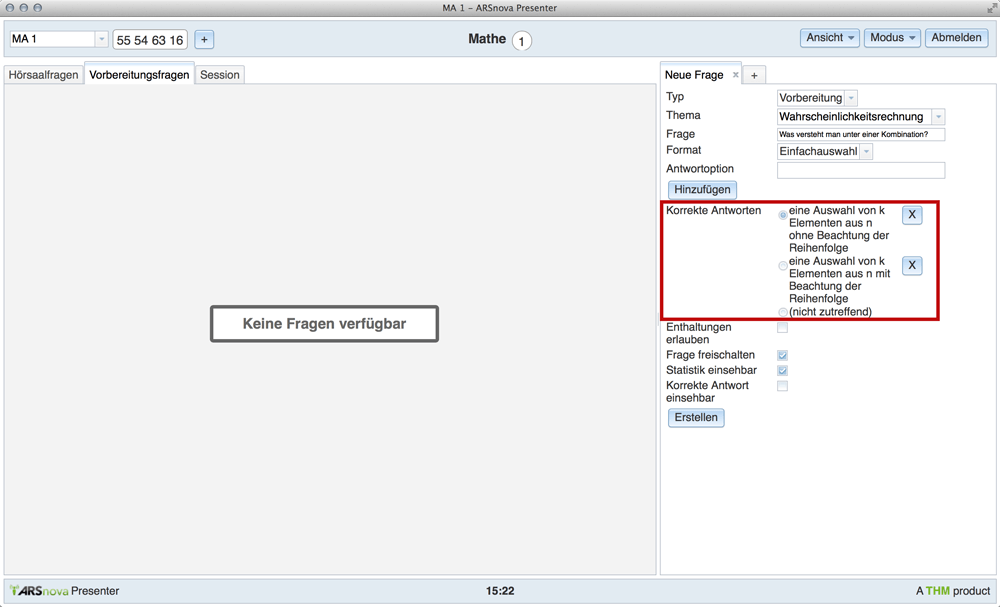 MA 1 – ARSnova Presenter
MA 1
55 54 63 16
+
Mathe 1
Ansicht
Modus
Abmelden
Hörsaalfragen
Vorbereitungsfragen
Session
Neue Frage
+
Typ
Vorbereitung
Thema
Wahrscheinlichkeitsrechnung
Frage
Was versteht man unter einer Kombination?
Format
Einfachauswahl
Antwortoption
Hinzufügen
Korrekte Antworten
eine Auswahl von k
Elementen aus n
ohne Beachtung der
Reihenfolge
X
eine Auswahl von k
Elementen aus n mit
Beachtung der
Reihenfolge
X
(nicht zutreffend)
Enthaltungen
erlauben
Frage freischalten
Statistik einsehbar
Korrekte Antwort
einsehbar
Erstellen
Keine Fragen verfügbar
ARSnova Presenter
15:22
A THM product